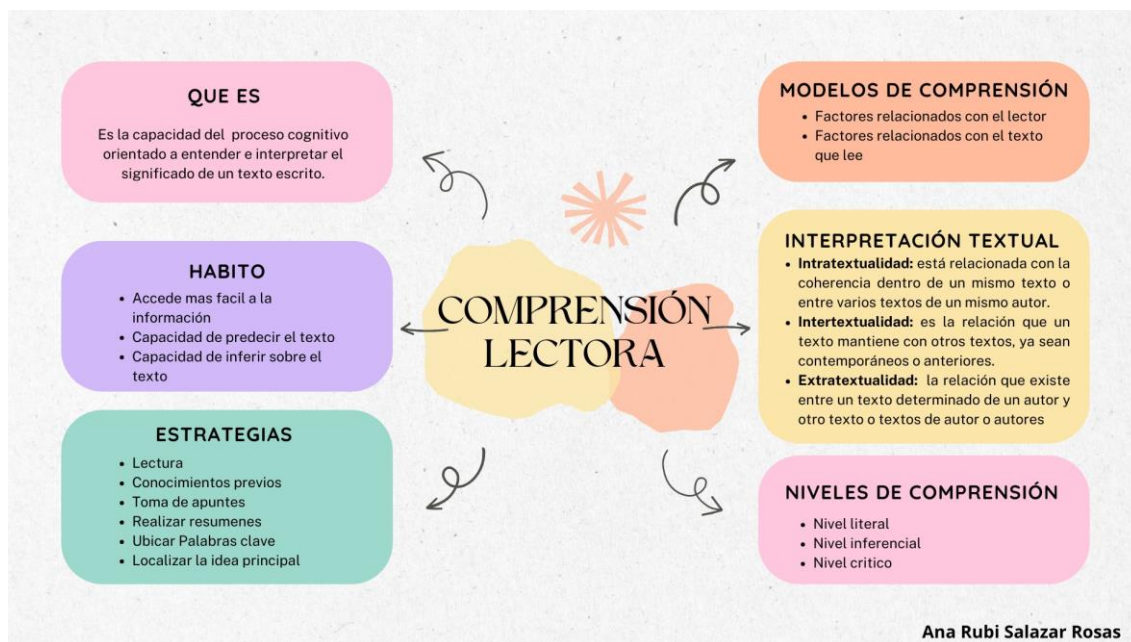 QUE ES
Es la capacidad del proceso cognitivo
orientado a entender e interpretar el
significado de un texto escrito.
HABITO
• Accede mas facil a la
información
• Capacidad de predecir el texto
• Capacidad de inferir sobre el
texto
ESTRATEGIAS
• Lectura
• Conocimientos previos
• Toma de apuntes
• Realizar resumenes
• Ubicar Palabras clave
• Localizar la idea principal
COMPRENSIÓN
LECTORA
MODELOS DE COMPRENSIÓN
• Factores relacionados con el lector
• Factores relacionados con el texto
que lee
INTERPRETACIÓN TEXTUAL
• Intratextualidad: está relacionada con la
coherencia dentro de un mismo texto o
entre varios textos de un mismo autor.
• Intertextualidad: es la relación que un
texto mantiene con otros textos, ya sean
contemporáneos o anteriores.
• Extratextualidad: la relación que existe
entre un texto determinado de un autor y
otro texto o textos de autor o autores
NIVELES DE COMPRENSIÓN
• Nivel literal
• Nivel inferencial
• Nivel critico
Ana Rubi Salazar Rosas